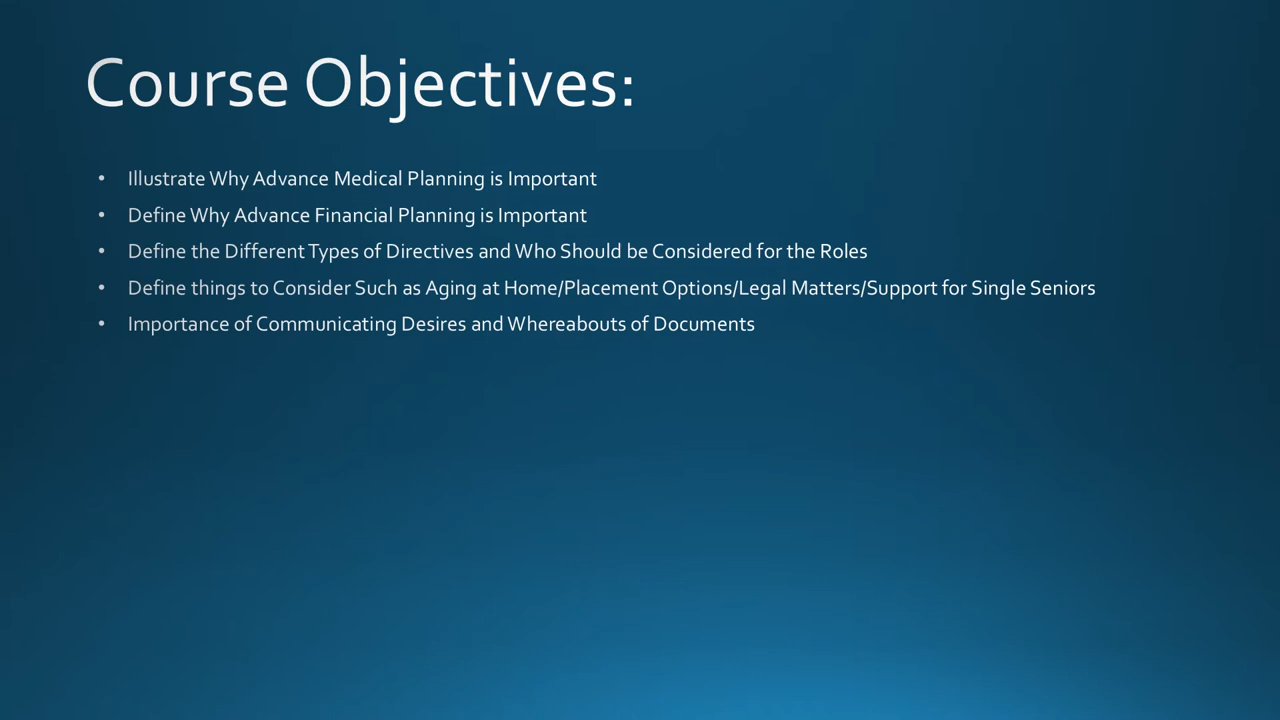 Course Objectives:
• Illustrate Why Advance Medical Planning is Important
• Define Why Advance Financial Planning is Important
• Define the Different Types of Directives and Who Should be Considered for the Roles
• Define things to Consider Such as Aging at Home/Placement Options/Legal Matters/Support for Single Seniors
• Importance of Communicating Desires and Whereabouts of Documents